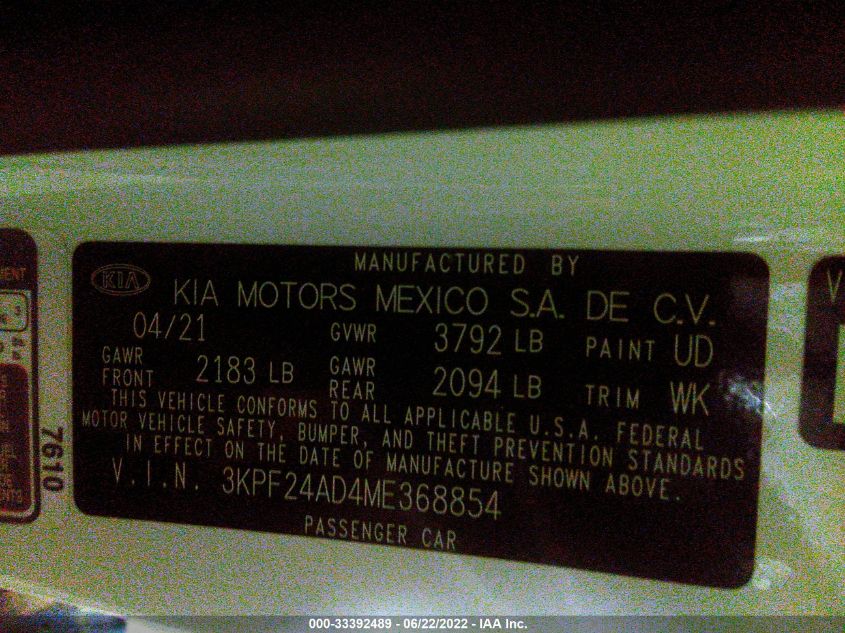 MANUFACTURED BY
KIA
KIA MOTORS MEXICO S.A. DE C.V.
04/21 GVWR 3792 LB PAINT UD
GAWR FRONT 2183 LB GAWR REAR 2094 LB TRIM WK
THIS VEHICLE CONFORMS TO ALL APPLICABLE U.S.A. FEDERAL
MOTOR VEHICLE SAFETY, BUMPER, AND THEFT PREVENTION STANDARDS
IN EFFECT ON THE DATE OF MANUFACTURE SHOWN ABOVE.
V.I.N. 3KPF24AD4ME368854
PASSENGER CAR
7610
000-33392489 - 06/22/2022 - IAA Inc.